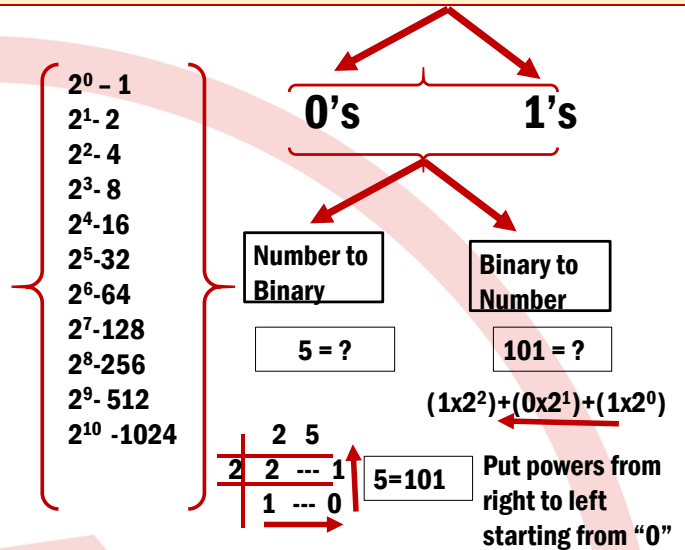 2⁰ – 1
2¹- 2
2²- 4
2³- 8
2⁴-16
2⁵-32
2⁶-64
2⁷-128
2⁸-256
2⁹- 512
2¹⁰ -1024
0’s 1’s
Number to
Binary
5 = ?
2 5
2 2 --- 1
1 --- 0
5=101
Binary to
Number
101 = ?
(1x2²)+(0x2¹)+(1x2⁰)
Put powers from
right to left
starting from “0”